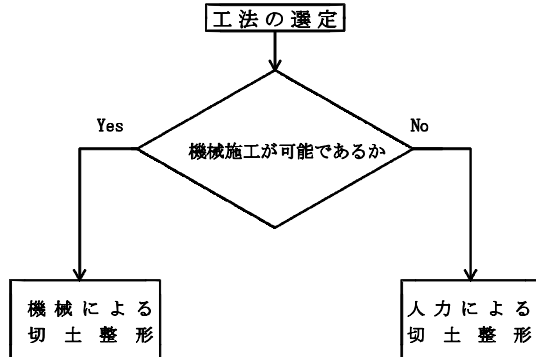 工法の選定
Yes
No
機械施工が可能であるか
機械による
切土整形
人力による
切土整形